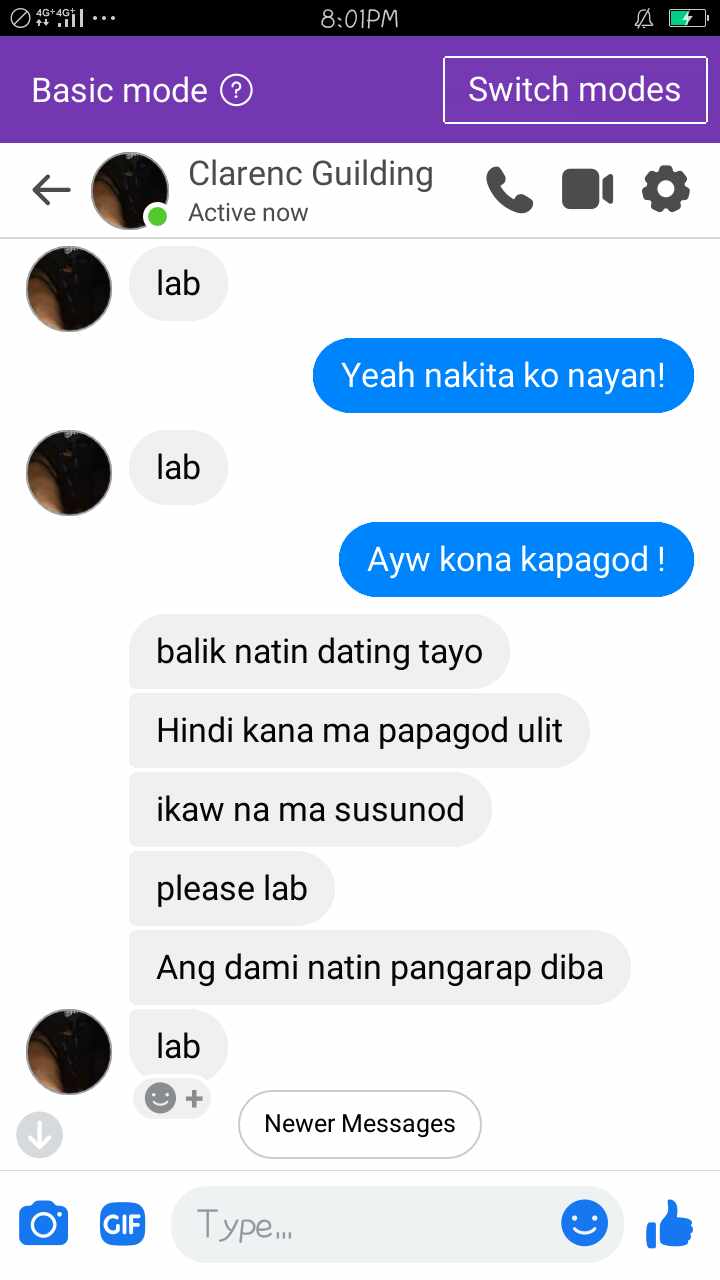 4G+ 4G+ 8:01PM
Basic mode ? Switch modes
Clarenc Guilding
Active now
lab
Yeah nakita ko nayan!
lab
Ayw kona kapagod !
balik natin dating tayo
Hindi kana ma papagod ulit
ikaw na ma susunod
please lab
Ang dami natin pangarap diba
lab
Newer Messages
GIF Type...